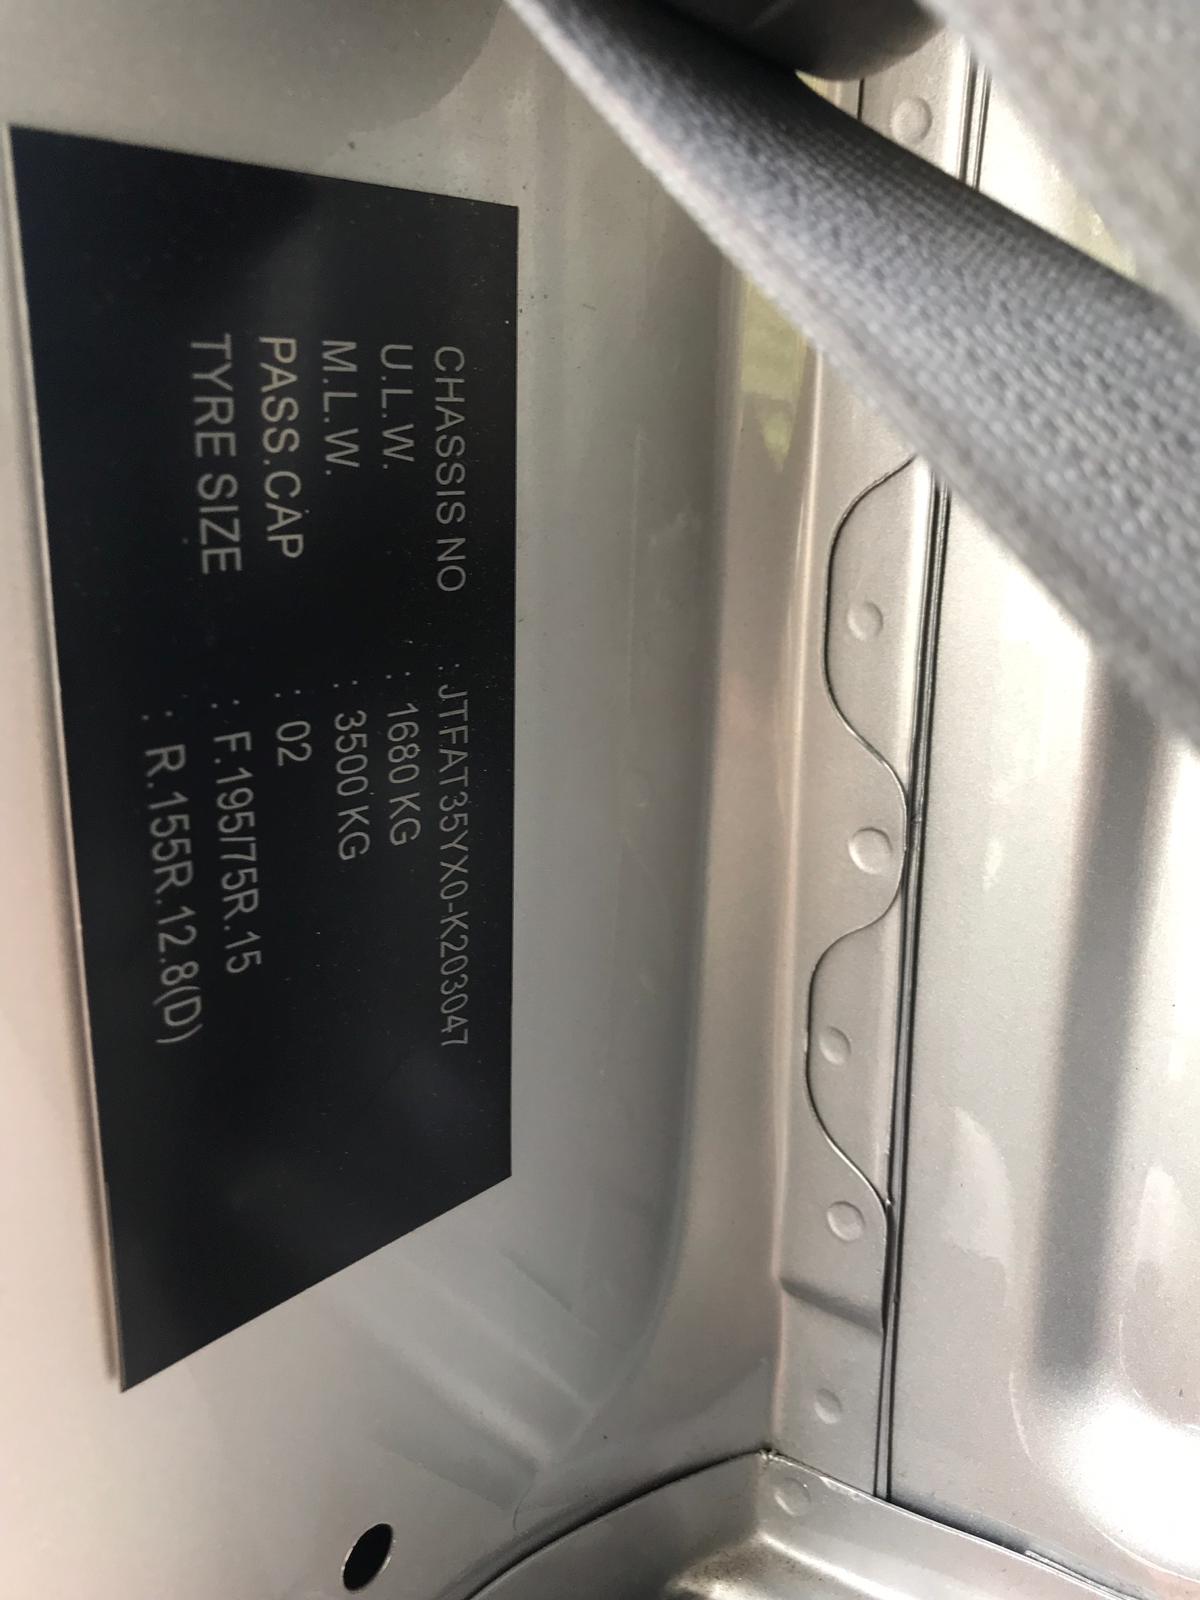 CHASSIS NO : JTFAT35YX0-K203047
U.L.W. : 1680 KG
M.L.W. : 3500 KG
PASS.CAP : 02
TYRE SIZE : F.195/75R.15
: R.155R.12.8(D)